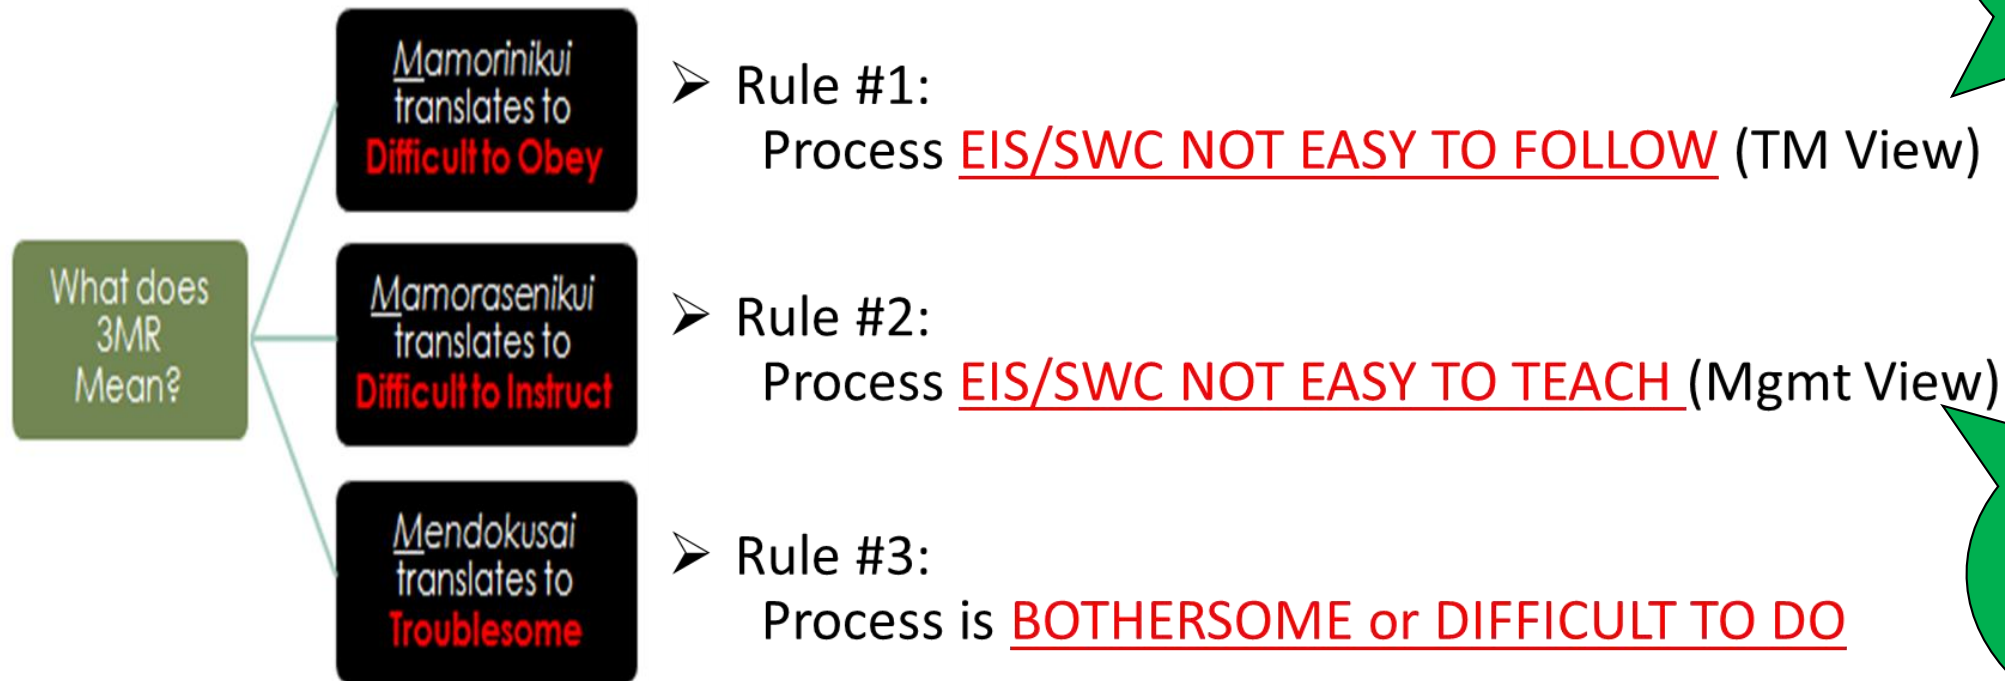 What does
3MR
Mean?
Mamorinikui
translates to
Difficult to Obey
➢ Rule #1:
Process EIS/SWC NOT EASY TO FOLLOW (TM View)
Mamorasenikui
translates to
Difficult to Instruct
➢ Rule #2:
Process EIS/SWC NOT EASY TO TEACH (Mgmt View)
Mendokusai
translates to
Troublesome
➢ Rule #3:
Process is BOTHERSOME or DIFFICULT TO DO